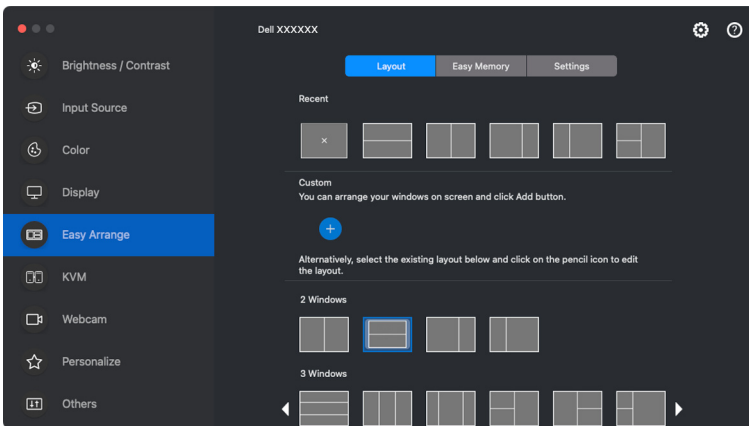 Dell XXXXXX
Brightness / Contrast
Input Source
Color
Display
Easy Arrange
KVM
Webcam
Personalize
Others
Layout
Easy Memory
Settings
Recent
Custom
You can arrange your windows on screen and click Add button.
Alternatively, select the existing layout below and click on the pencil icon to edit
the layout.
2 Windows
3 Windows